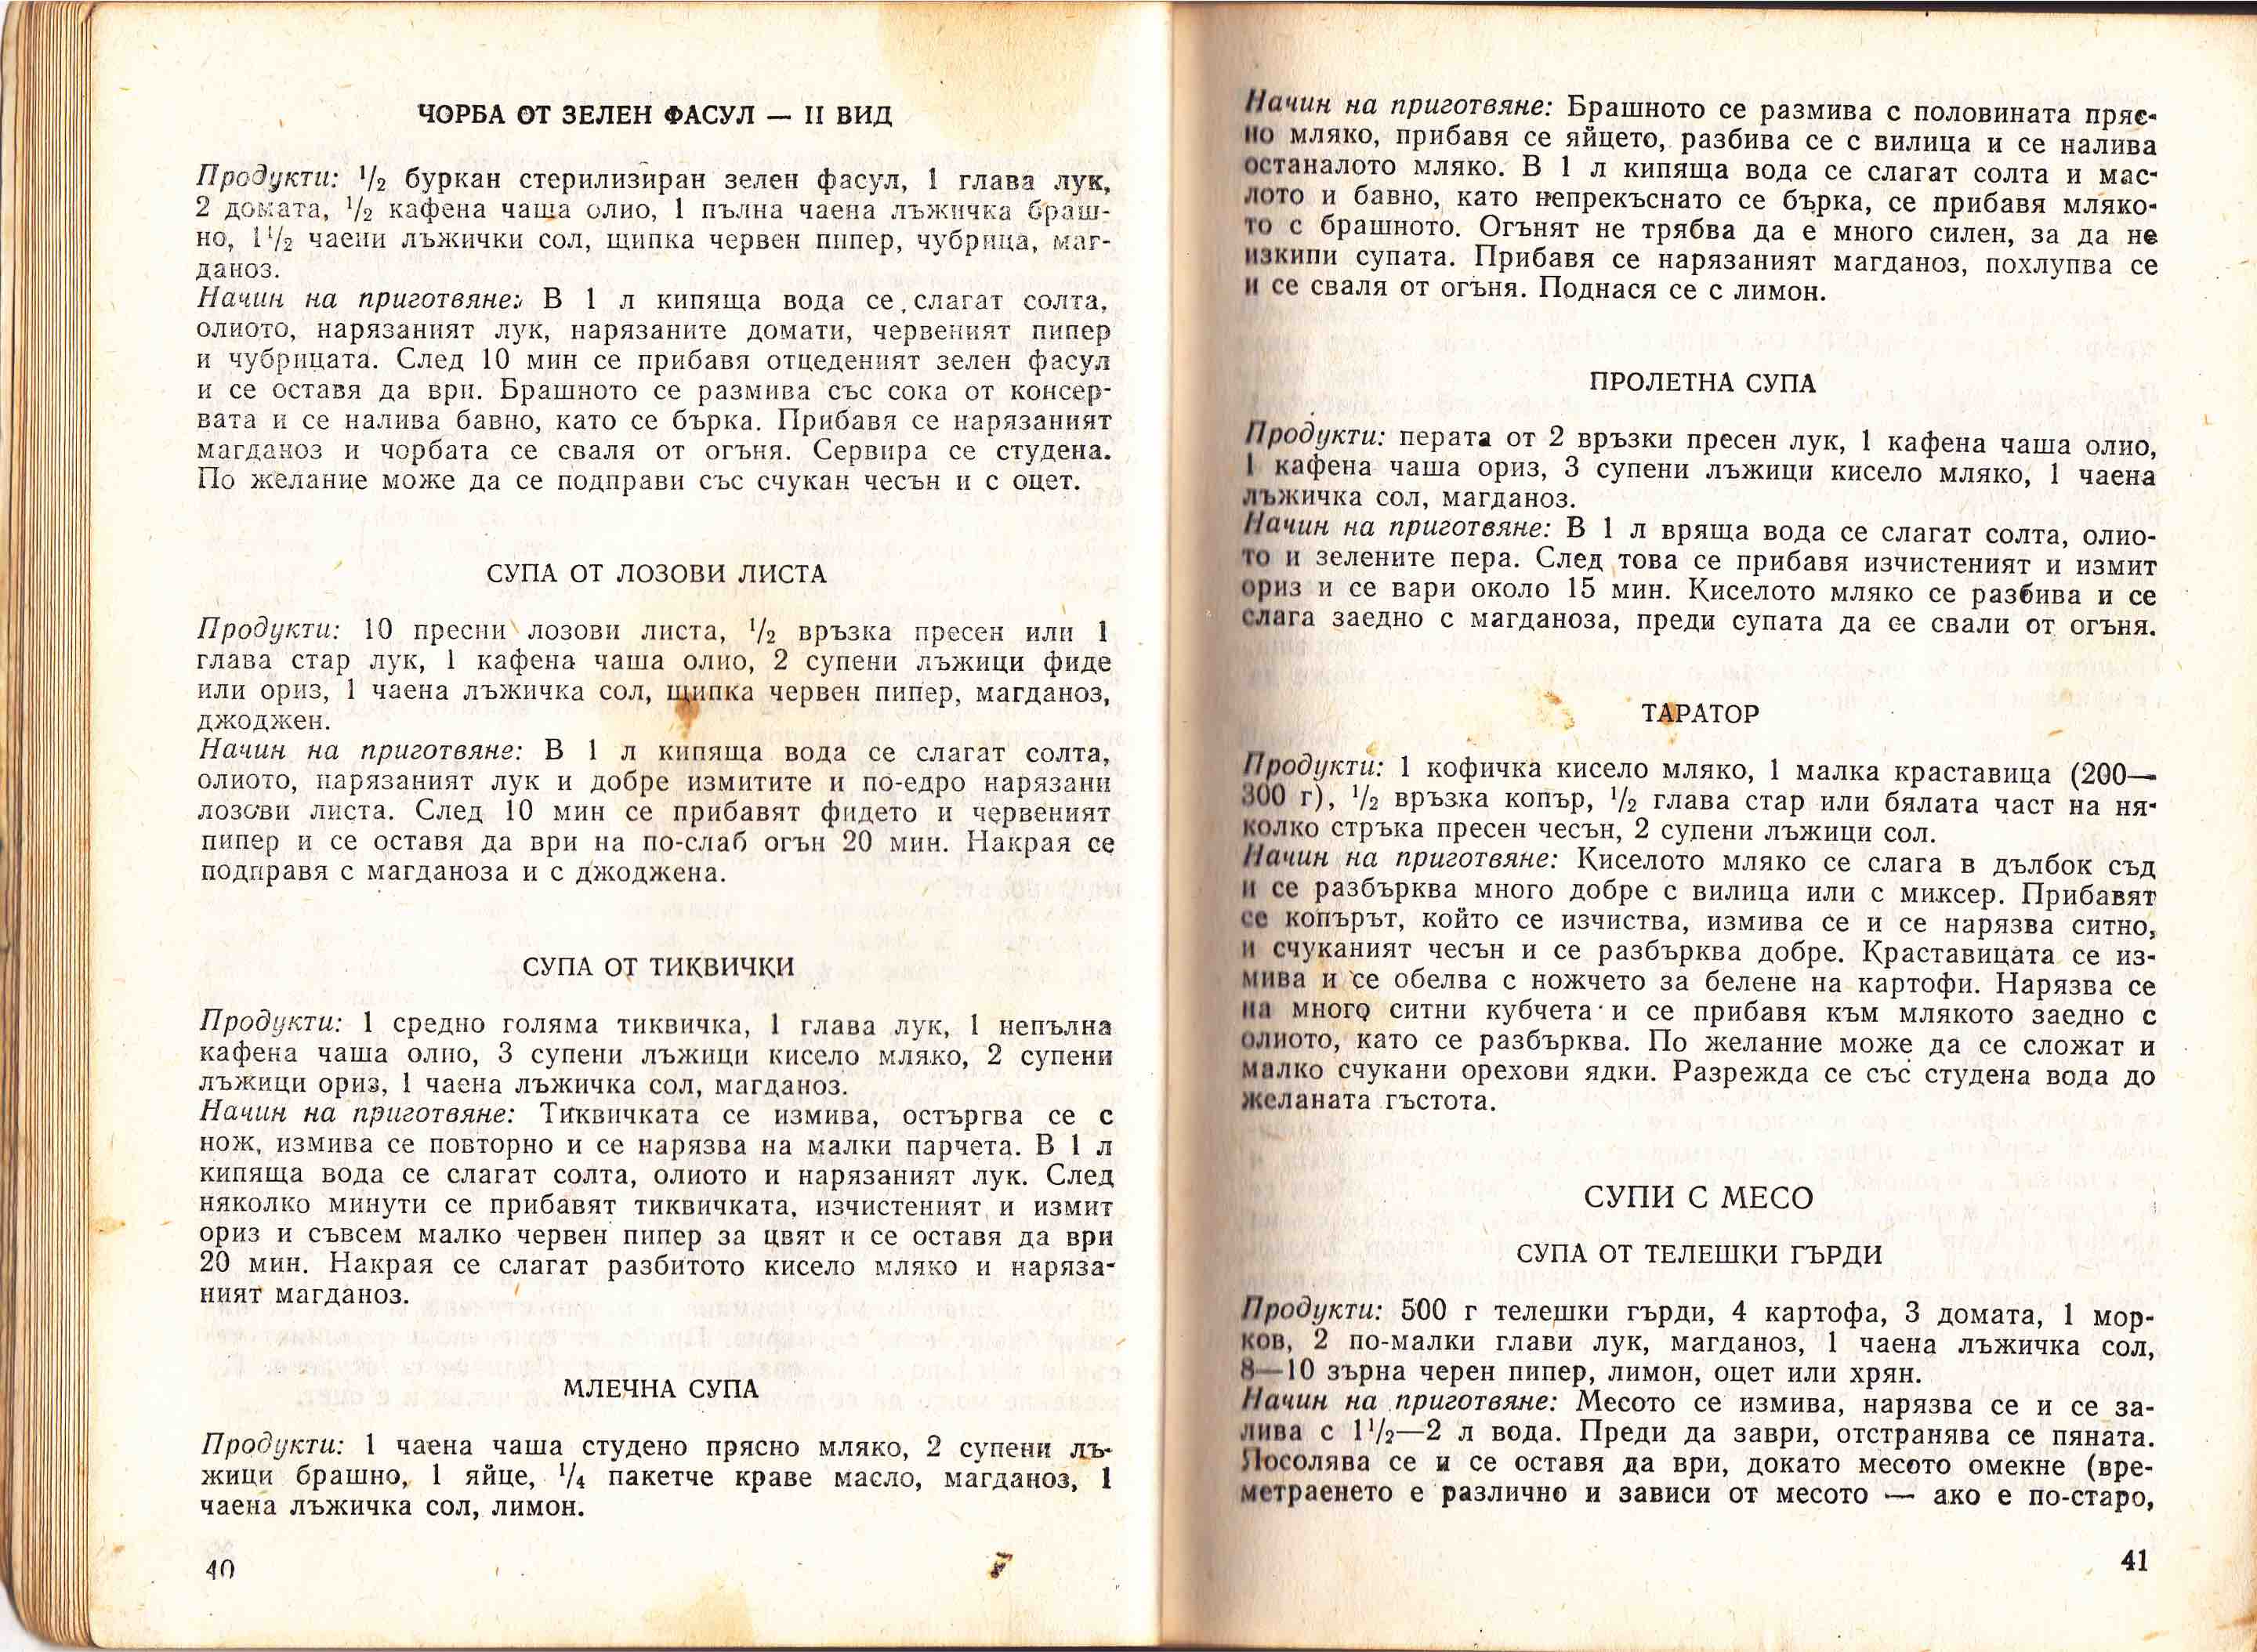 ЧОРБА ОТ ЗЕЛЕН ФАСУЛ — II ВИД
Продукти: 1/2 буркан стерилизиран зелен фасул, 1 глава лук,
2 домата, 1/2 кафена чаша олио, 1 пълна чаена лъжичка браш-
но, 1 1/2 чаени лъжички сол, щипка червен пипер, чубрица, маг-
даноз.
Начин на приготвяне: В 1 л кипяща вода се слагат солта,
олиото, нарязаният лук, нарязаните домати, червеният пипер
и чубрицата. След 10 мин се прибавя отцеденият зелен фасул
и се оставя да ври. Брашното се размива със сока от консер-
вата и се налива бавно, като се бърка. Прибавя се нарязаният
магданоз и чорбата се сваля от огъня. Сервира се студена.
По желание може да се подправи със счукан чесън и с оцет.
СУПА ОТ ЛОЗОВИ ЛИСТА
Продукти: 10 пресни лозови листа, 1/2 връзка пресен или 1
глава стар лук, 1 кафена чаша олио, 2 супени лъжици фиде
или ориз, 1 чаена лъжичка сол, щипка червен пипер, магданоз,
джоджен.
Начин на приготвяне: В 1 л кипяща вода се слагат солта,
олиото, нарязаният лук и добре измитите и по-едро нарязани
лозови листа. След 10 мин се прибавят фидето и червеният
пипер и се оставя да ври на по-слаб огън 20 мин. Накрая се
подправя с магданоза и с джоджена.
СУПА ОТ ТИКВИЧКИ
Продукти: 1 средно голяма тиквичка, 1 глава лук, 1 непълна
кафена чаша олио, 3 супени лъжици кисело мляко, 2 супени
лъжици ориз, 1 чаена лъжичка сол, магданоз.
Начин на приготвяне: Тиквичката се измива, остъргва се с
нож, измива се повторно и се нарязва на малки парчета. В 1 л
кипяща вода се слагат солта, олиото и нарязаният лук. След
няколко минути се прибавят тиквичката, изчистеният и измит
ориз и съвсем малко червен пипер за цвят и се оставя да ври
20 мин. Накрая се слагат разбитото кисело мляко и наряза-
ният магданоз.
МЛЕЧНА СУПА
Продукти: 1 чаена чаша студено прясно мляко, 2 супени лъ-
жици брашно, 1 яйце, 1/4 пакетче краве масло, магданоз, 1
чаена лъжичка сол, лимон.
40
Начин на приготвяне: Брашното се размива с половината пряс-
но мляко, прибавя се яйцето, разбива се с вилица и се налива
останалото мляко. В 1 л кипяща вода се слагат солта и мас-
лото и бавно, като непрекъснато се бърка, се прибавя мляко-
то с брашното. Огънят не трябва да е много силен, за да не
изкипи супата. Прибавя се нарязаният магданоз, похлупва се
и се сваля от огъня. Поднася се с лимон.
ПРОЛЕТНА СУПА
Продукти: перата от 2 връзки пресен лук, 1 кафена чаша олио,
1 кафена чаша ориз, 3 супени лъжици кисело мляко, 1 чаена
лъжичка сол, магданоз.
Начин на приготвяне: В 1 л вряща вода се слагат солта, олио-
то и зелените пера. След това се прибавя изчистеният и измит
ориз и се вари около 15 мин. Киселото мляко се разбива и се
слага заедно с магданоза, преди супата да се свали от огъня.
ТАРАТОР
Продукти: 1 кофичка кисело мляко, 1 малка краставица (200—
300 г), 1/2 връзка копър, 1/2 глава стар или бялата част на ня-
колко стръка пресен чесън, 2 супени лъжици сол.
Начин на приготвяне: Киселото мляко се слага в дълбок съд
и се разбърква много добре с вилица или с миксер. Прибавят
се копърът, който се изчиства, измива се и се нарязва ситно,
и счуканият чесън и се разбърква добре. Краставицата се из-
мива и се обелва с ножчето за белене на картофи. Нарязва се
на много ситни кубчета и се прибавя към млякото заедно с
олиото, като се разбърква. По желание може да се сложат и
малко счукани орехови ядки. Разрежда се със студена вода до
желаната гъстота.
СУПИ С МЕСО
СУПА ОТ ТЕЛЕШКИ ГЪРДИ
Продукти: 500 г телешки гърди, 4 картофа, 3 домата, 1 мор-
ков, 2 по-малки глави лук, магданоз, 1 чаена лъжичка сол,
8—10 зърна черен пипер, лимон, оцет или хрян.
Начин на приготвяне: Месото се измива, нарязва се и се за-
лива с 1 1/2—2 л вода. Преди да заври, отстранява се пяната.
Посолява се и се оставя да ври, докато месото омекне (вре-
метраенето е различно и зависи от месото — ако е по-старо,
41